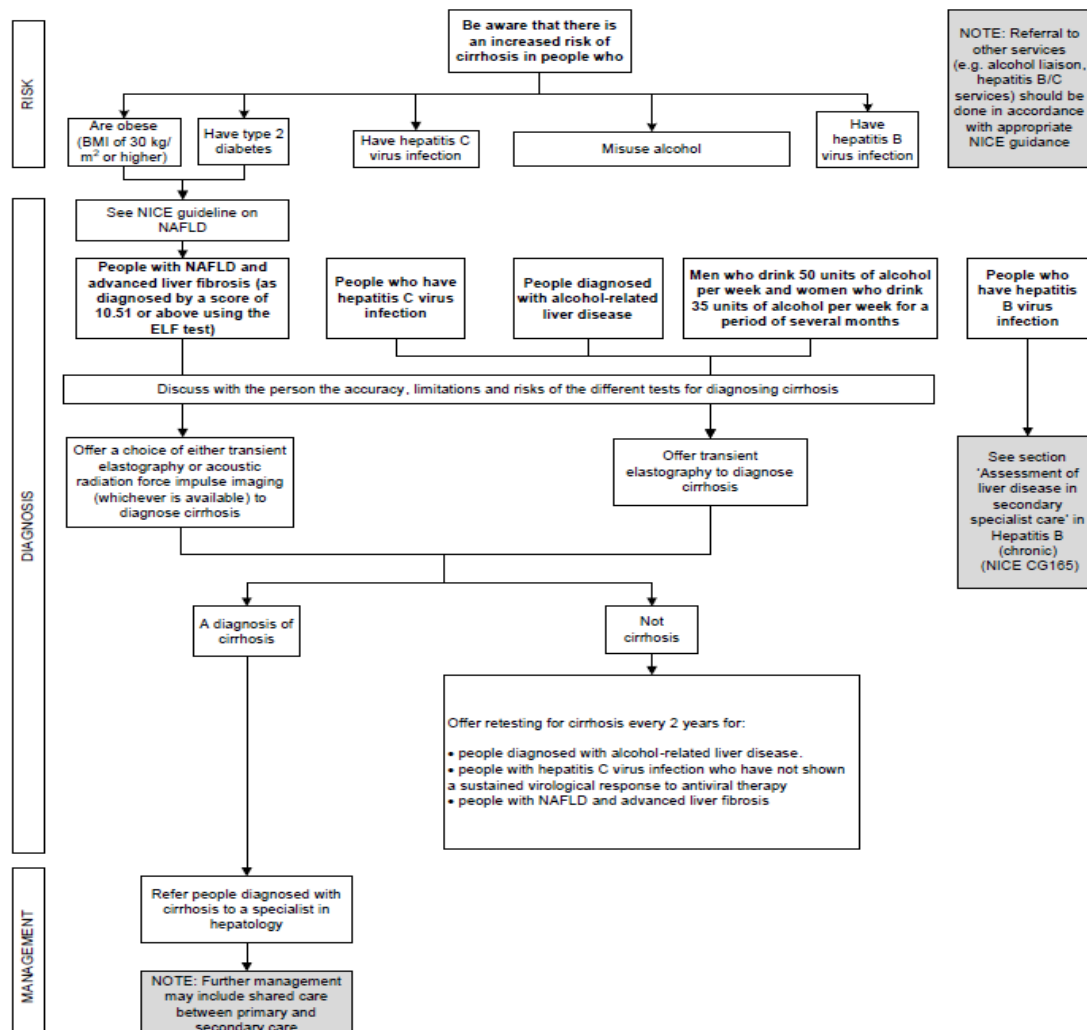 RISK
Be aware that there is
an increased risk of
cirrhosis in people who
NOTE: Referral to
other services
(e.g. alcohol liaison,
hepatitis B/C
services) should be
done in accordance
with appropriate
NICE guidance
Are obese
(BMI of 30 kg/
m² or higher)
Have type 2
diabetes
Have hepatitis C
virus infection
Misuse alcohol
Have
hepatitis B
virus infection
DIAGNOSIS
See NICE guideline on
NAFLD
People with NAFLD and
advanced liver fibrosis (as
diagnosed by a score of
10.51 or above using the
ELF test)
People who have
hepatitis C virus
infection
People diagnosed
with alcohol-related
liver disease
Men who drink 50 units of alcohol
per week and women who drink
35 units of alcohol per week for a
period of several months
People who
have hepatitis
B virus
infection
Discuss with the person the accuracy, limitations and risks of the different tests for diagnosing cirrhosis
Offer a choice of either transient
elastography or acoustic
radiation force impulse imaging
(whichever is available) to
diagnose cirrhosis
Offer transient
elastography to diagnose
cirrhosis
See section
'Assessment of
liver disease in
secondary
specialist care' in
Hepatitis B
(chronic)
(NICE CG165)
A diagnosis of
cirrhosis
Not
cirrhosis
Offer retesting for cirrhosis every 2 years for:
• people diagnosed with alcohol-related liver disease.
• people with hepatitis C virus infection who have not shown
a sustained virological response to antiviral therapy
• people with NAFLD and advanced liver fibrosis
MANAGEMENT
Refer people diagnosed with
cirrhosis to a specialist in
hepatology
NOTE: Further management
may include shared care
between primary and
secondary care